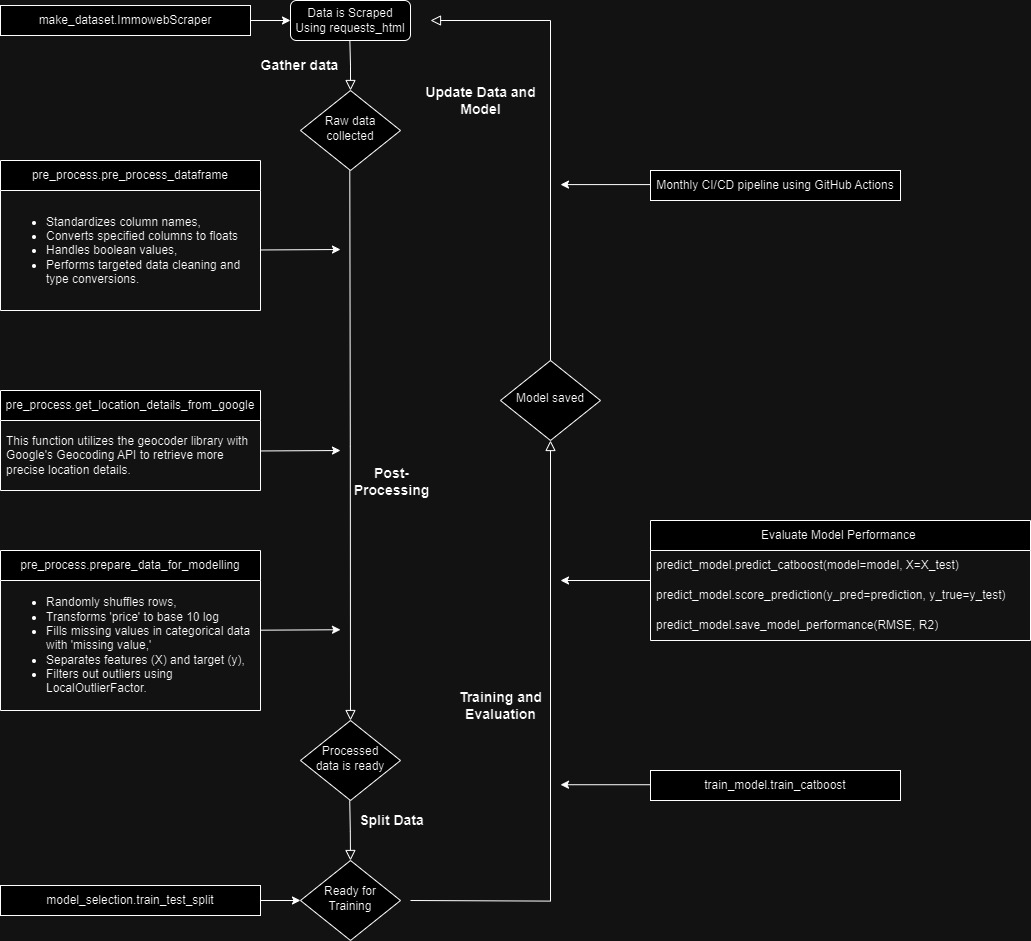 make_dataset.ImmowebScraper
Data is Scraped
Using requests_html
Gather data
Update Data and
Model
Raw data
collected
pre_process.pre_process_dataframe
Standardizes column names,
Converts specified columns to floats
Handles boolean values,
Performs targeted data cleaning and
type conversions.
Monthly CI/CD pipeline using GitHub Actions
Model saved
pre_process.get_location_details_from_google
This function utilizes the geocoder library with
Google's Geocoding API to retrieve more
precise location details.
Post-
Processing
Evaluate Model Performance
predict_model.predict_catboost(model=model, X=X_test)
predict_model.score_prediction(y_pred=prediction, y_true=y_test)
predict_model.save_model_performance(RMSE, R2)
pre_process.prepare_data_for_modelling
Randomly shuffles rows,
Transforms 'price' to base 10 log
Fills missing values in categorical data
with 'missing value,'
Separates features (X) and target (y),
Filters out outliers using
LocalOutlierFactor.
Training and
Evaluation
Processed
data is ready
train_model.train_catboost
Split Data
model_selection.train_test_split
Ready for
Training